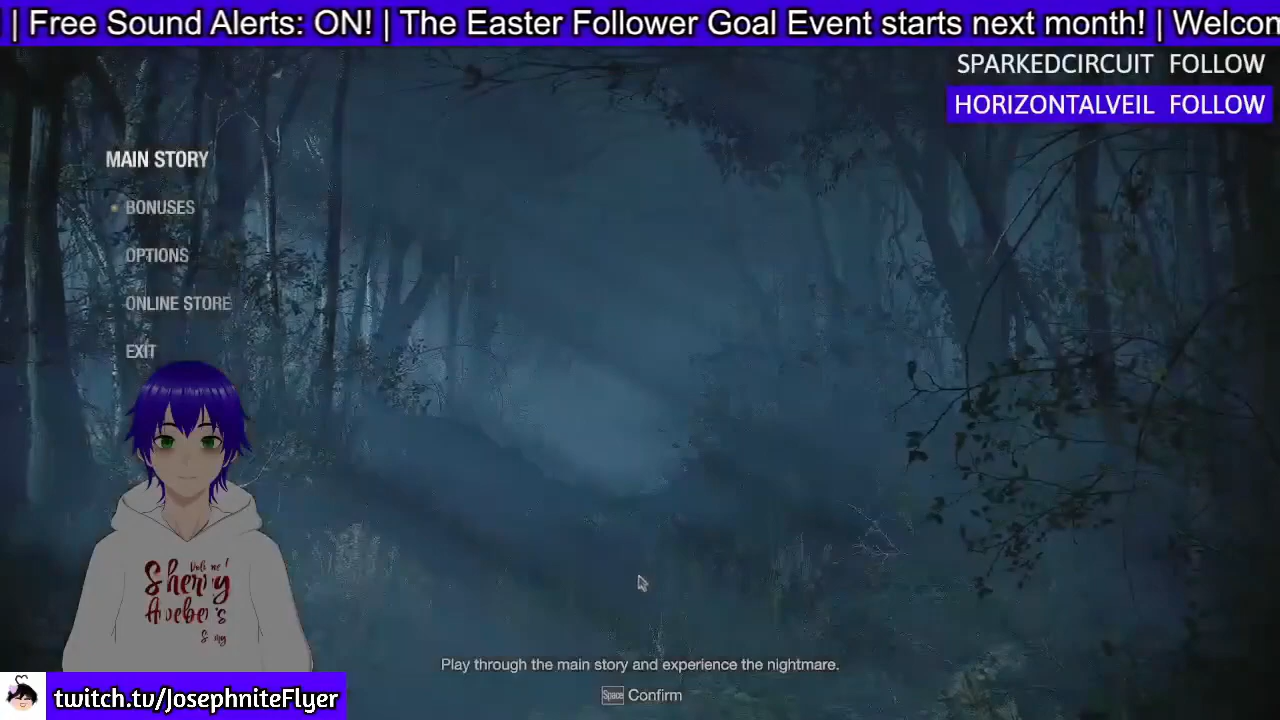 | Free Sound Alerts: ON! | The Easter Follower Goal Event starts next month! | Welcon
SPARKEDCIRCUIT FOLLOW
HORIZONTALVEIL FOLLOW
MAIN STORY
BONUSES
OPTIONS
ONLINE STORE
EXIT
Sherry
Play through the main story and experience the nightmare.
Space Confirm
twitch.tv/JosephniteFlyer